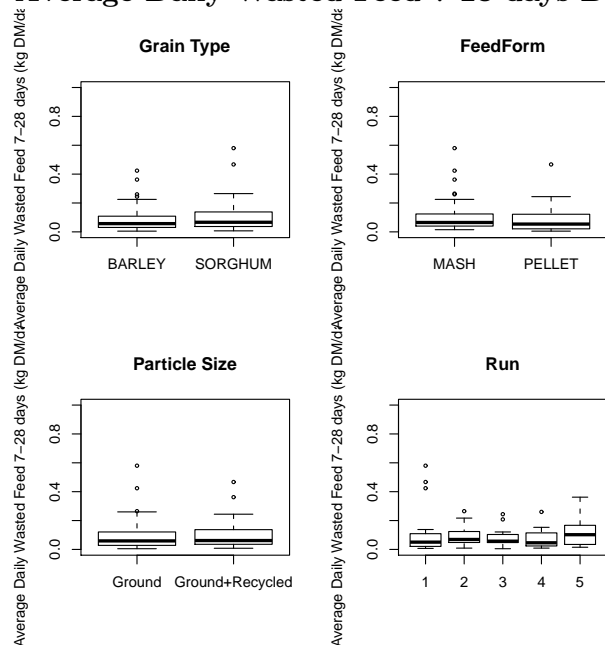 Average Daily Wasted Feed 7-28 days
Grain Type
Average Daily Wasted Feed 7−28 days (kg DM/da
0.0 0.4 0.8
BARLEY SORGHUM
FeedForm
Average Daily Wasted Feed 7−28 days (kg DM/da
0.0 0.4 0.8
MASH PELLET
Particle Size
Average Daily Wasted Feed 7−28 days (kg DM/da
0.0 0.4 0.8
Ground Ground+Recycled
Run
Average Daily Wasted Feed 7−28 days (kg DM/da
0.0 0.4 0.8
1 2 3 4 5